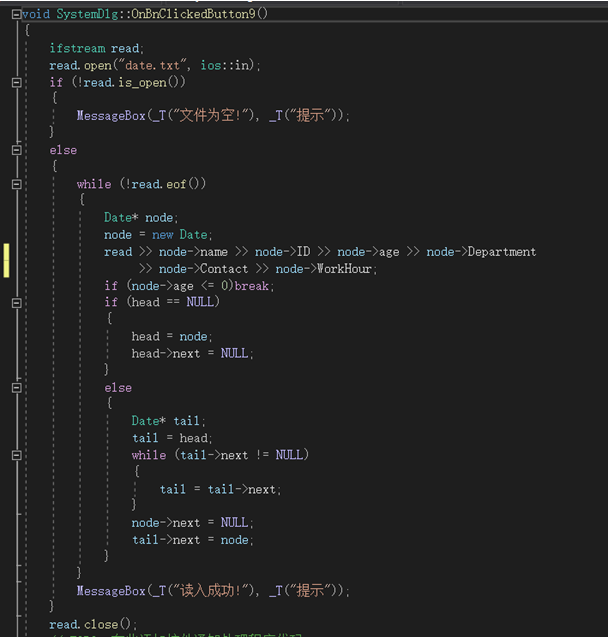 void SystemDlg::OnBnClickedButton9()
{
ifstream read;
read.open("date.txt", ios::in);
if (!read.is_open())
{
MessageBox(_T("文件为空!"), _T("提示"));
}
else
{
while (!read.eof())
{
Date* node;
node = new Date;
read >> node->name >> node->ID >> node->age >> node->Department
>> node->Contact >> node->WorkHour;
if (node->age <= 0)break;
if (head == NULL)
{
head = node;
head->next = NULL;
}
else
{
Date* tail;
tail = head;
while (tail->next != NULL)
{
tail = tail->next;
}
node->next = NULL;
tail->next = node;
}
}
MessageBox(_T("读入成功!"), _T("提示"));
}
read.close();